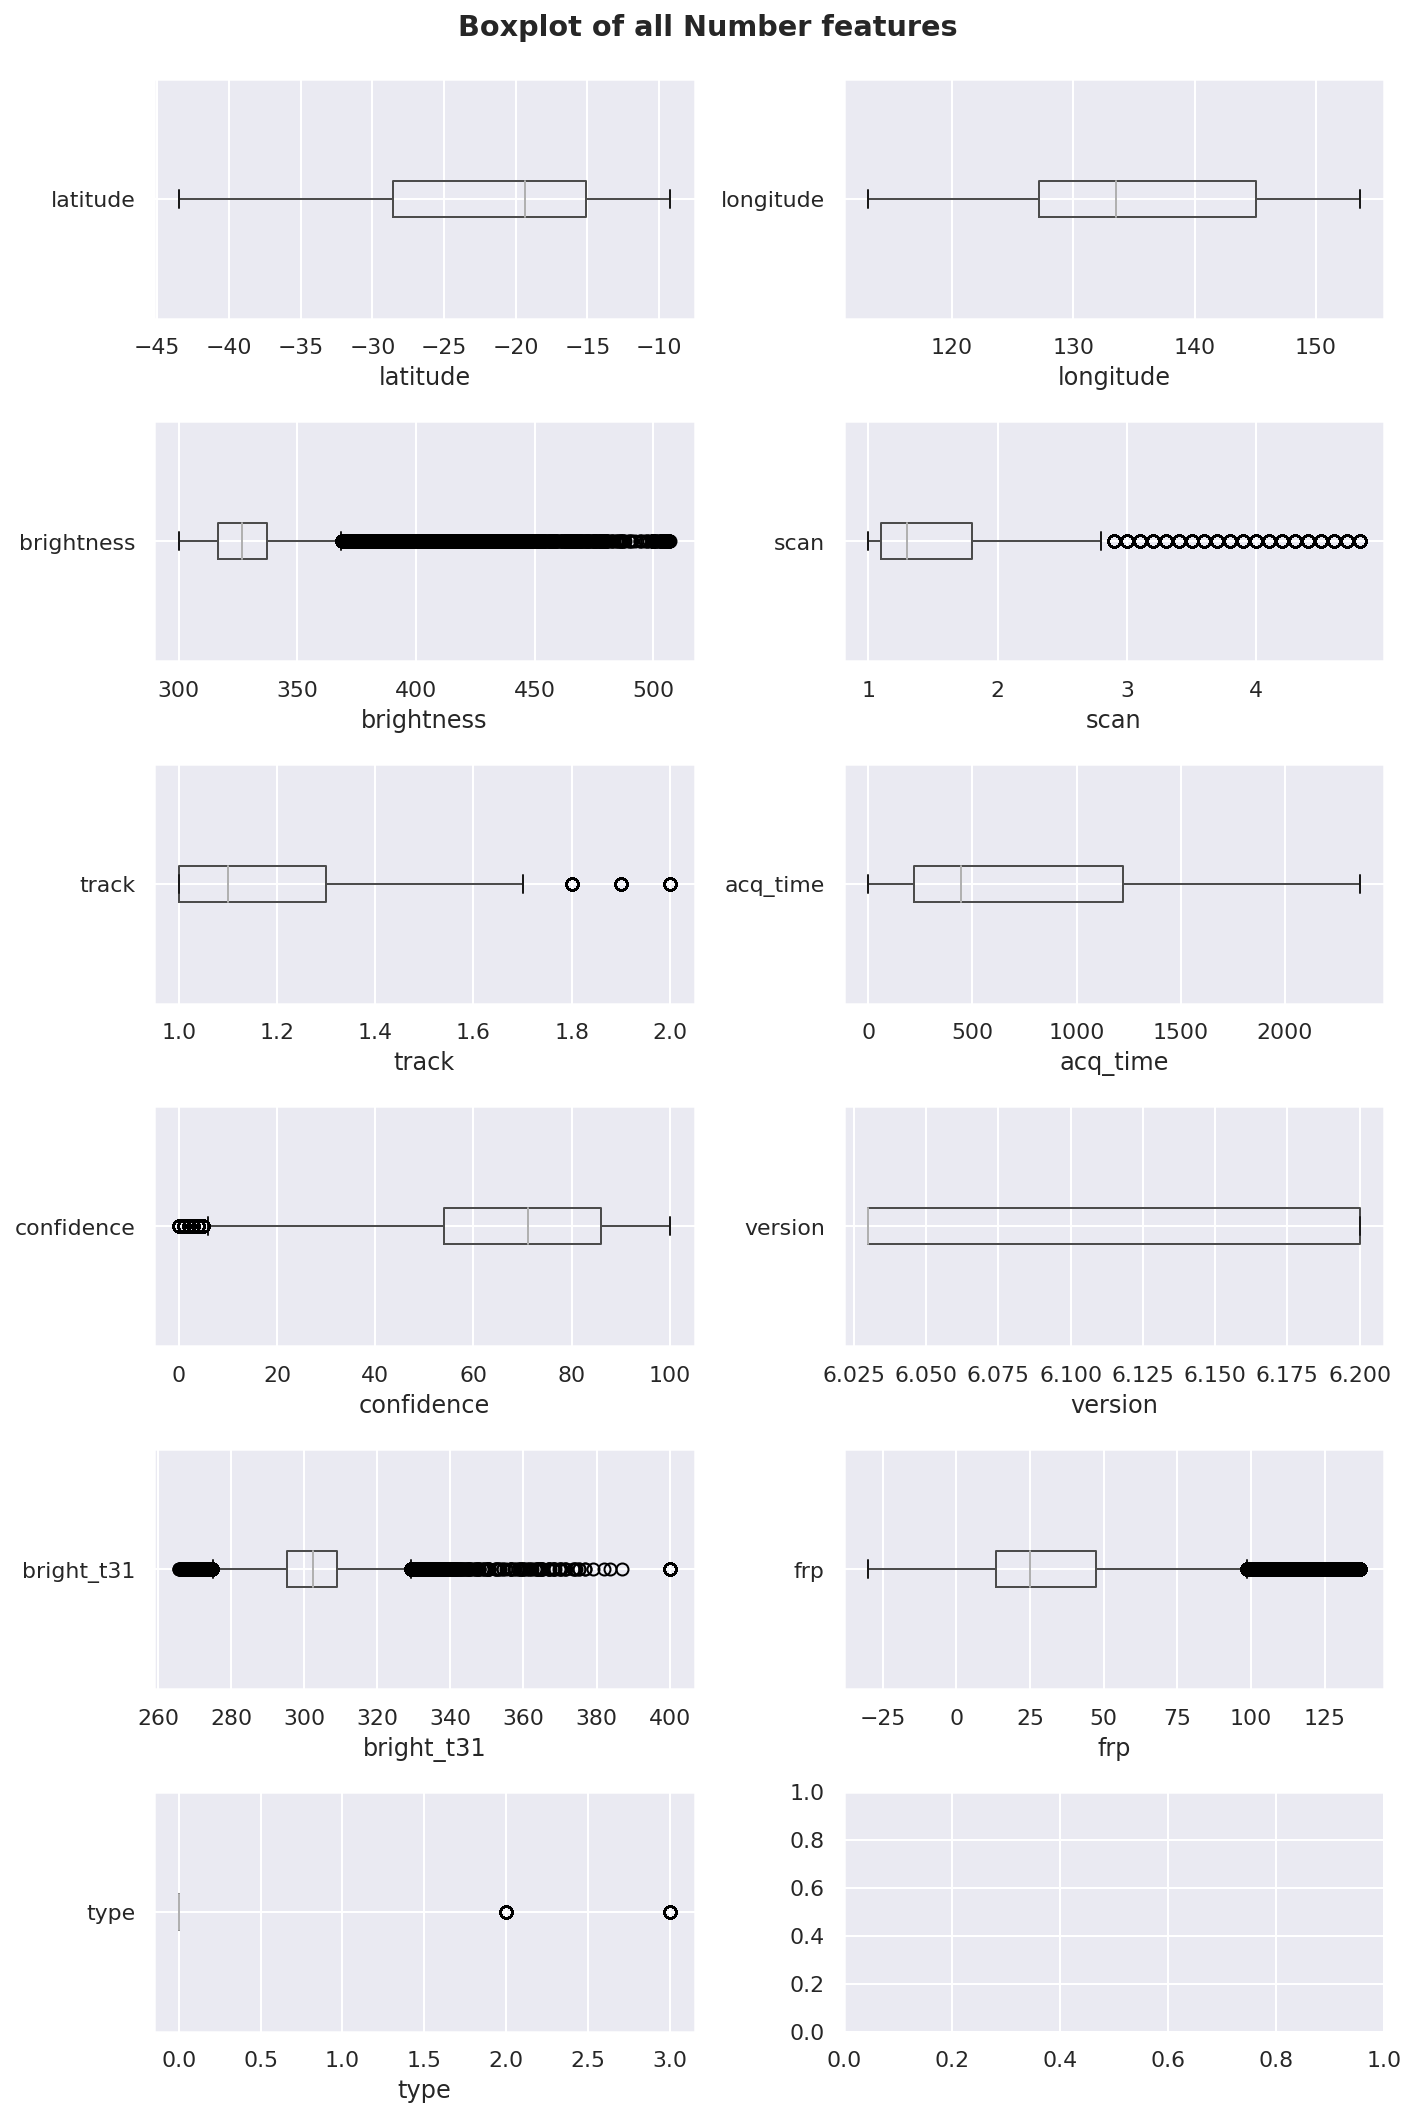 Boxplot of all Number features
latitude
−45 −40 −35 −30 −25 −20 −15 −10
latitude
longitude
120 130 140 150
longitude
brightness
300 350 400 450 500
brightness
scan
1 2 3 4
scan
track
1.0 1.2 1.4 1.6 1.8 2.0
track
acq_time
0 500 1000 1500 2000
acq_time
confidence
0 20 40 60 80 100
confidence
version
6.025 6.050 6.075 6.100 6.125 6.150 6.175 6.200
version
bright_t31
260 280 300 320 340 360 380 400
bright_t31
frp
−25 0 25 50 75 100 125
frp
type
0.0 0.5 1.0 1.5 2.0 2.5 3.0
type
1.0
0.8
0.6
0.4
0.2
0.0
0.0 0.2 0.4 0.6 0.8 1.0